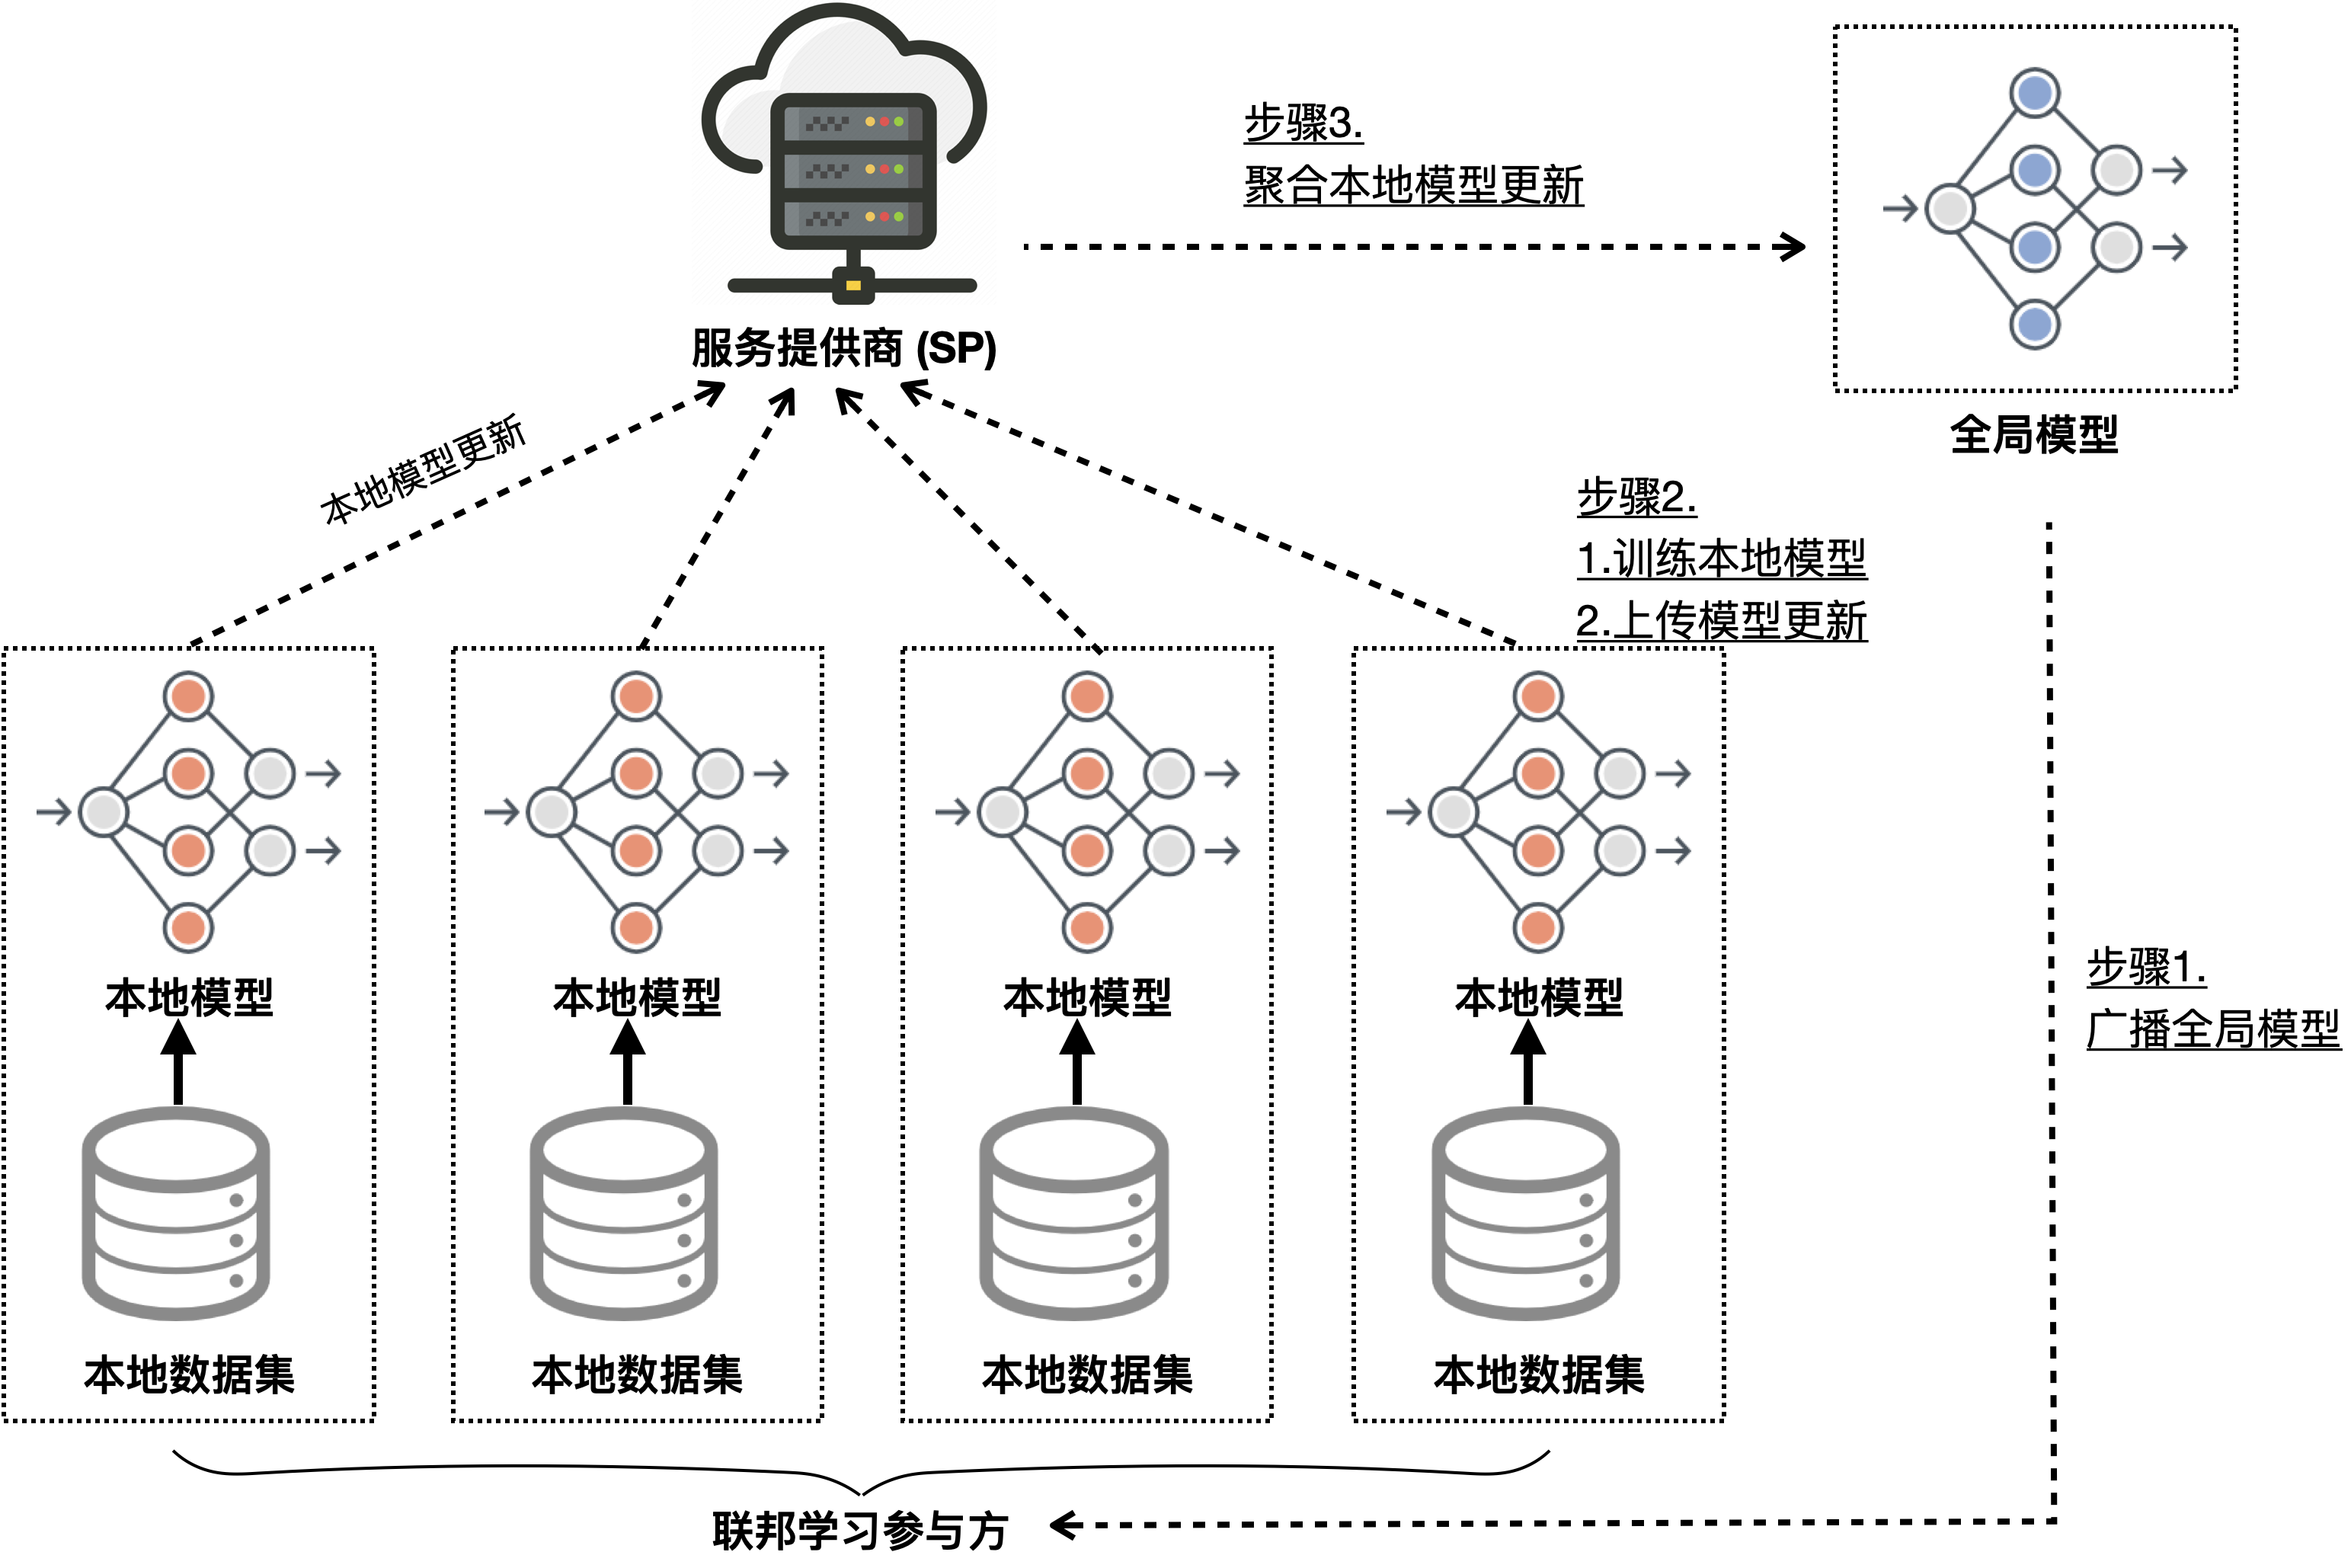 步骤3.
聚合本地模型更新
服务提供商 (SP)
全局模型
本地模型更新
步骤2.
1.训练本地模型
2.上传模型更新
本地模型
本地模型
本地模型
本地模型
步骤1.
广播全局模型
本地数据集
本地数据集
本地数据集
本地数据集
联邦学习参与方